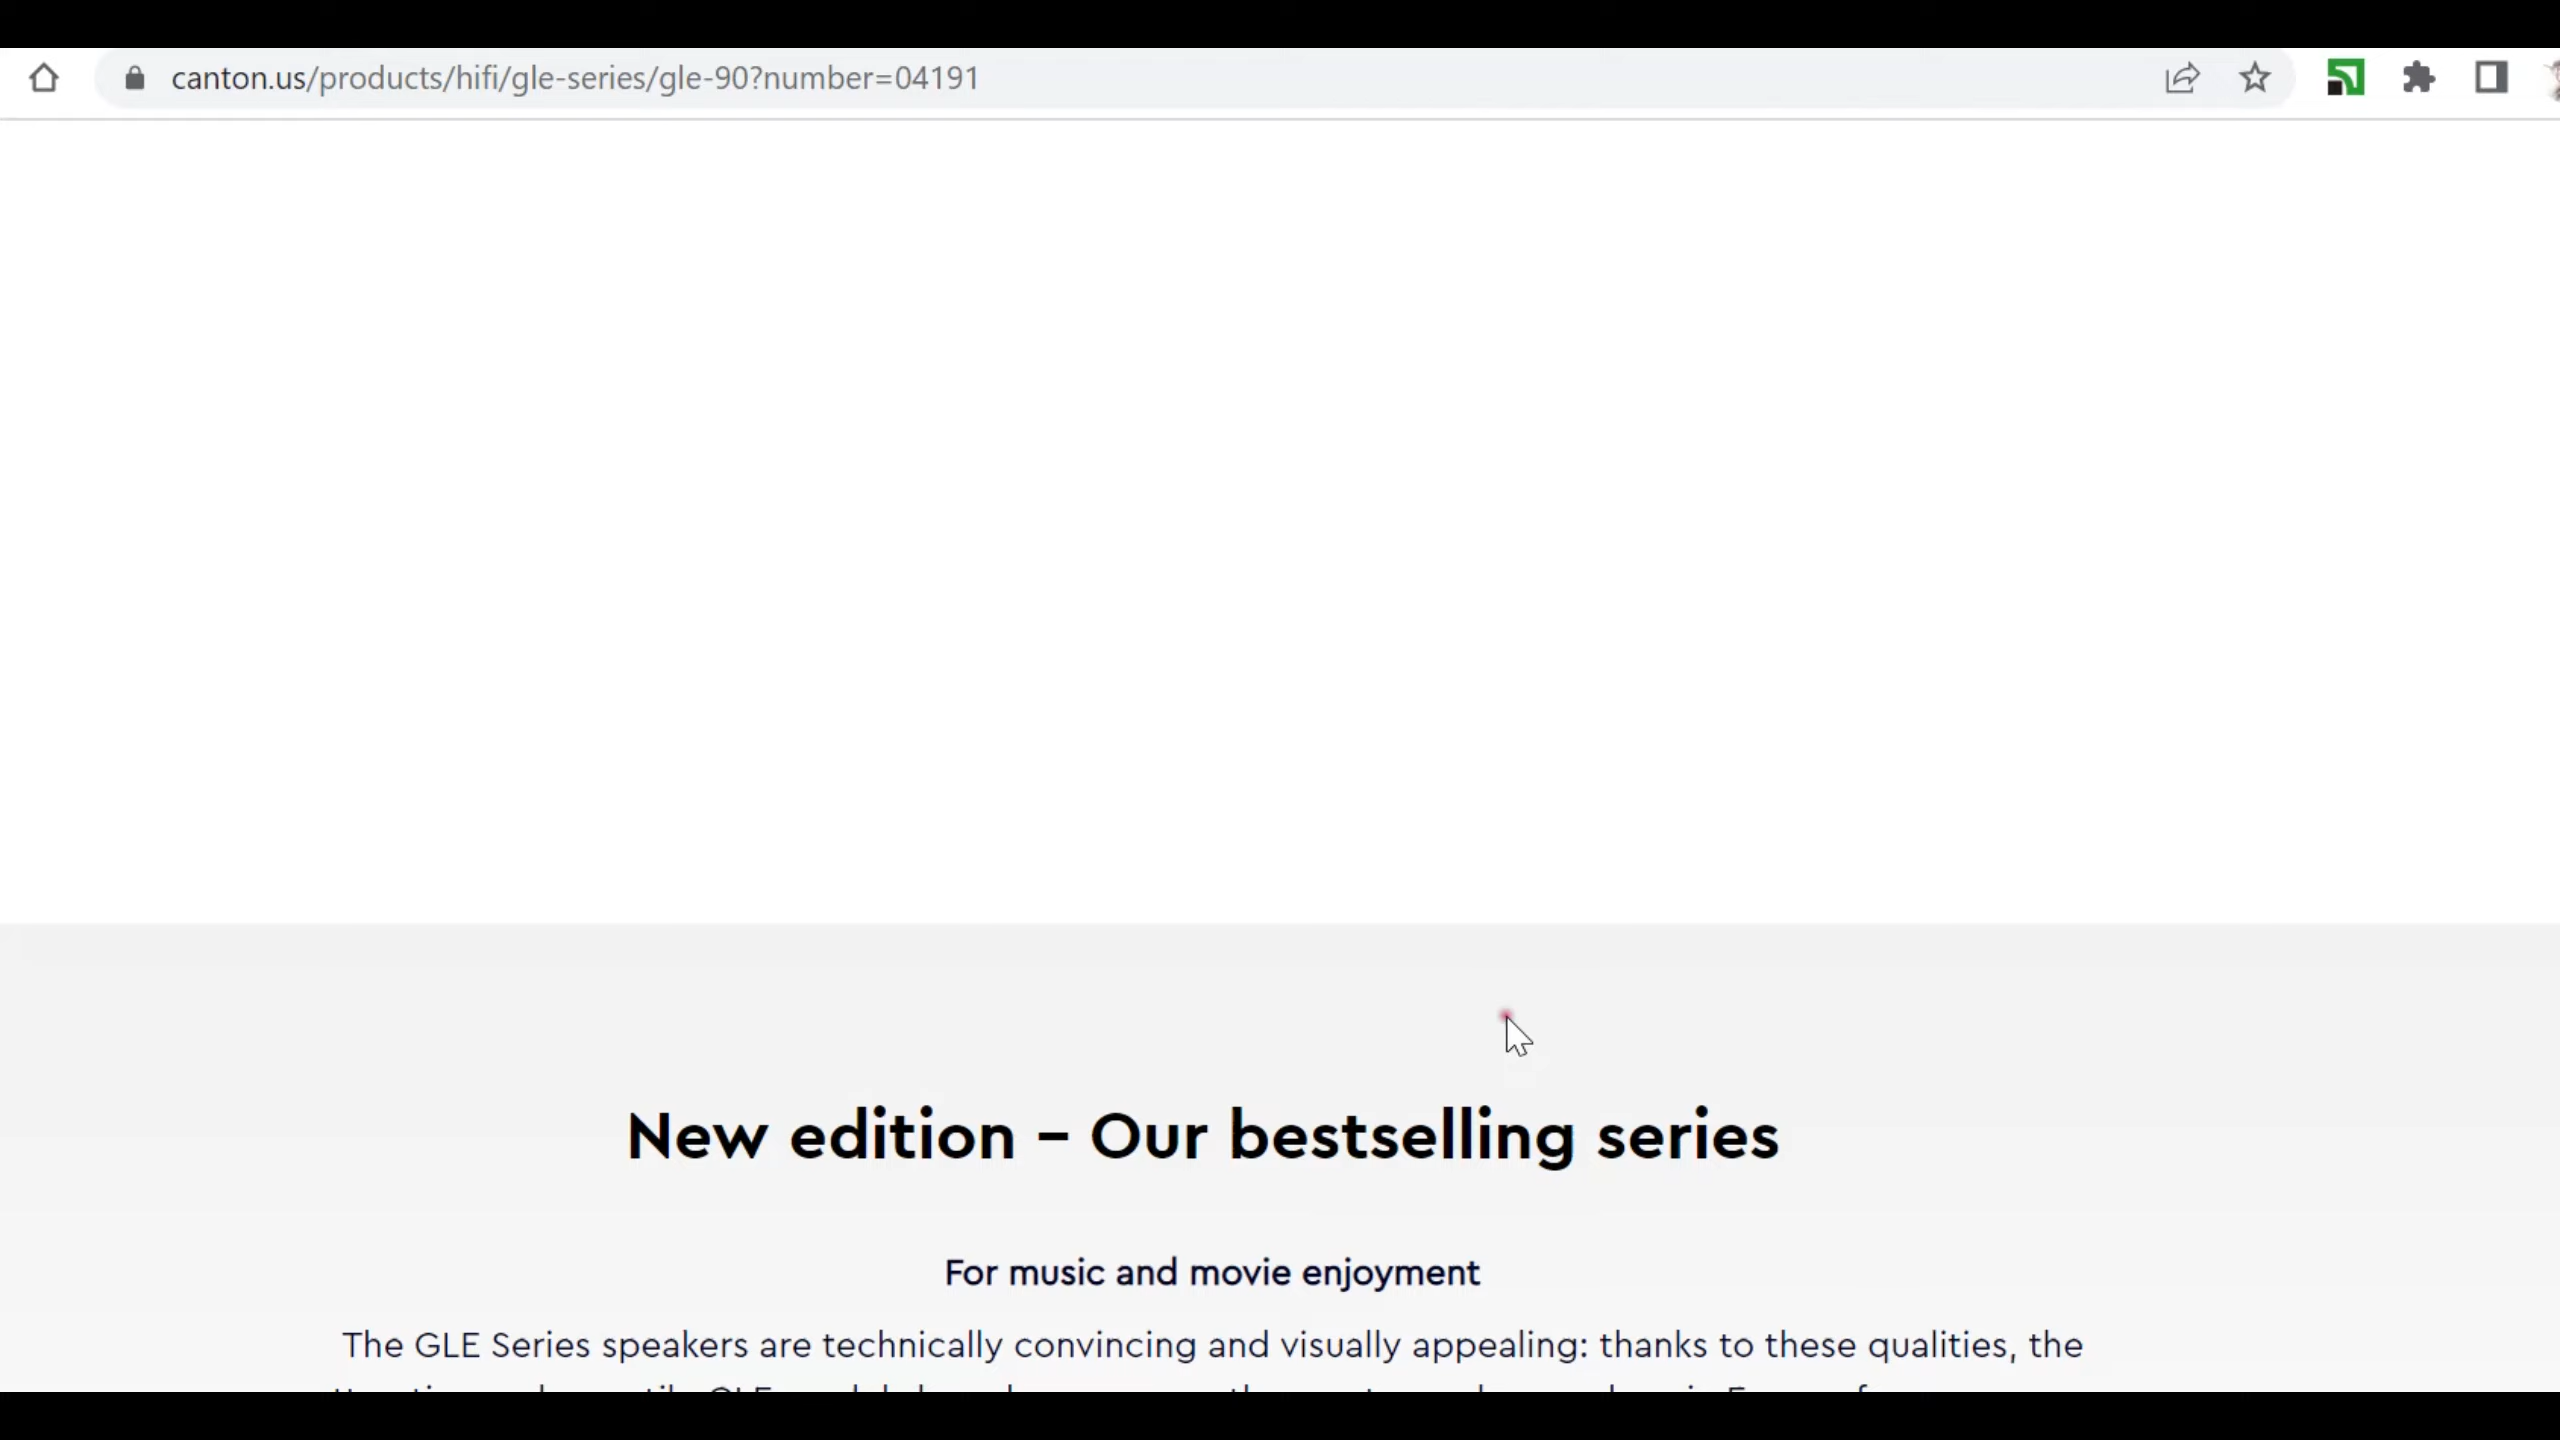 canton.us/products/hifi/gle-series/gle-90?number=04191
New edition – Our bestselling series
For music and movie enjoyment
The GLE Series speakers are technically convincing and visually appealing: thanks to these qualities, the